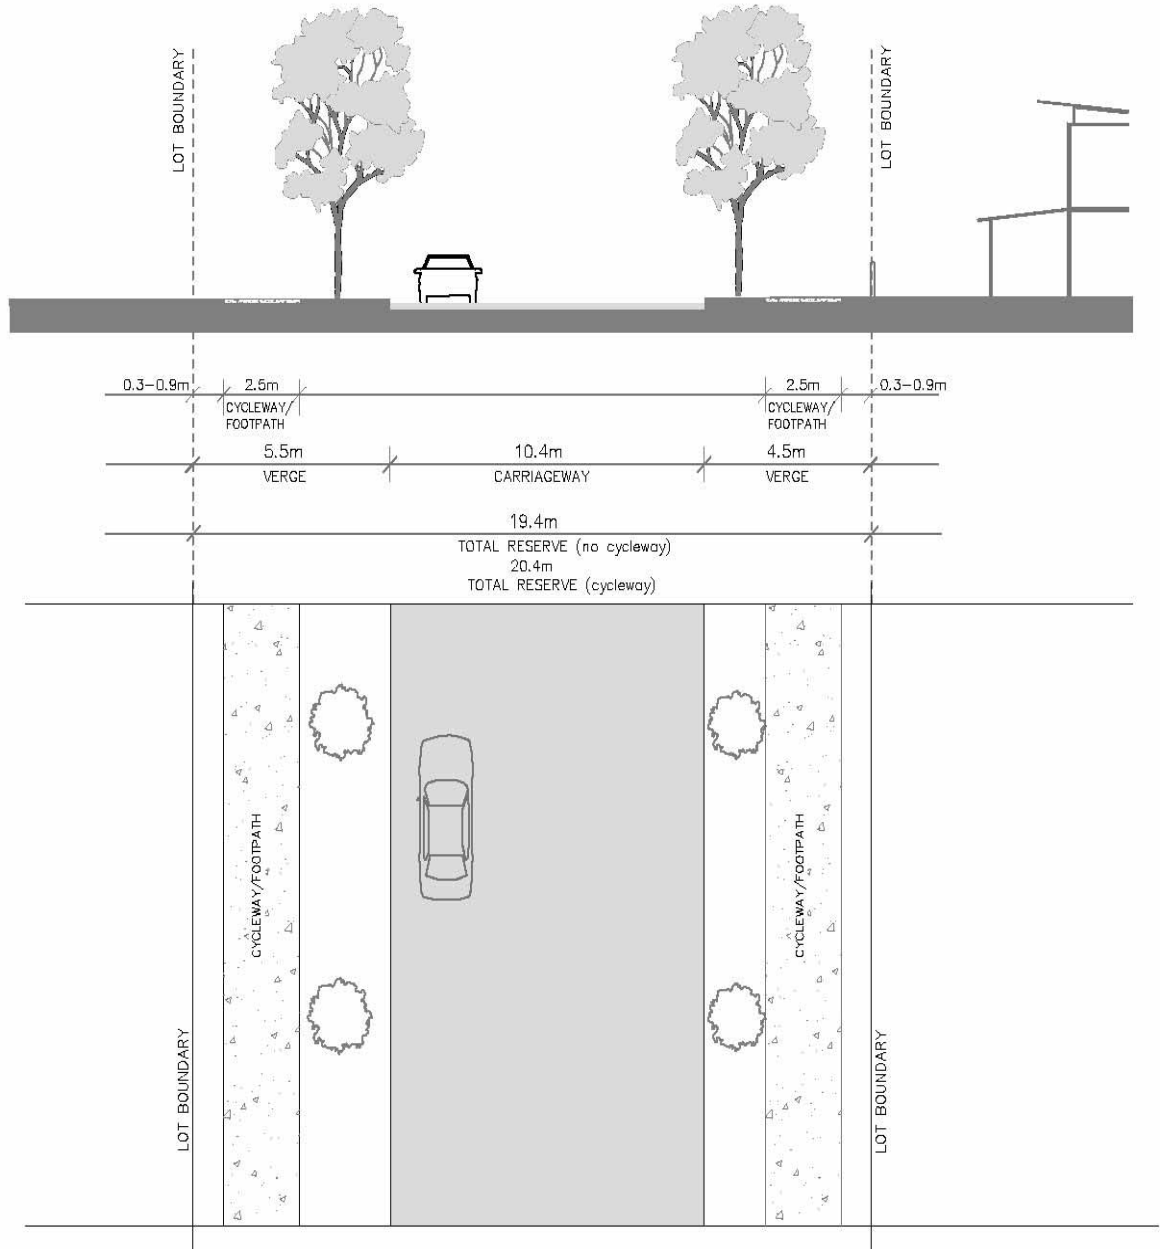 LOT BOUNDARY
LOT BOUNDARY
0.3-0.9m
2.5m
CYCLEWAY/
FOOTPATH
2.5m
CYCLEWAY/
FOOTPATH
0.3-0.9m
5.5m
VERGE
10.4m
CARRIAGEWAY
4.5m
VERGE
19.4m
TOTAL RESERVE (no cycleway)
20.4m
TOTAL RESERVE (cycleway)
CYCLEWAY/FOOTPATH
CYCLEWAY/FOOTPATH
LOT BOUNDARY
LOT BOUNDARY